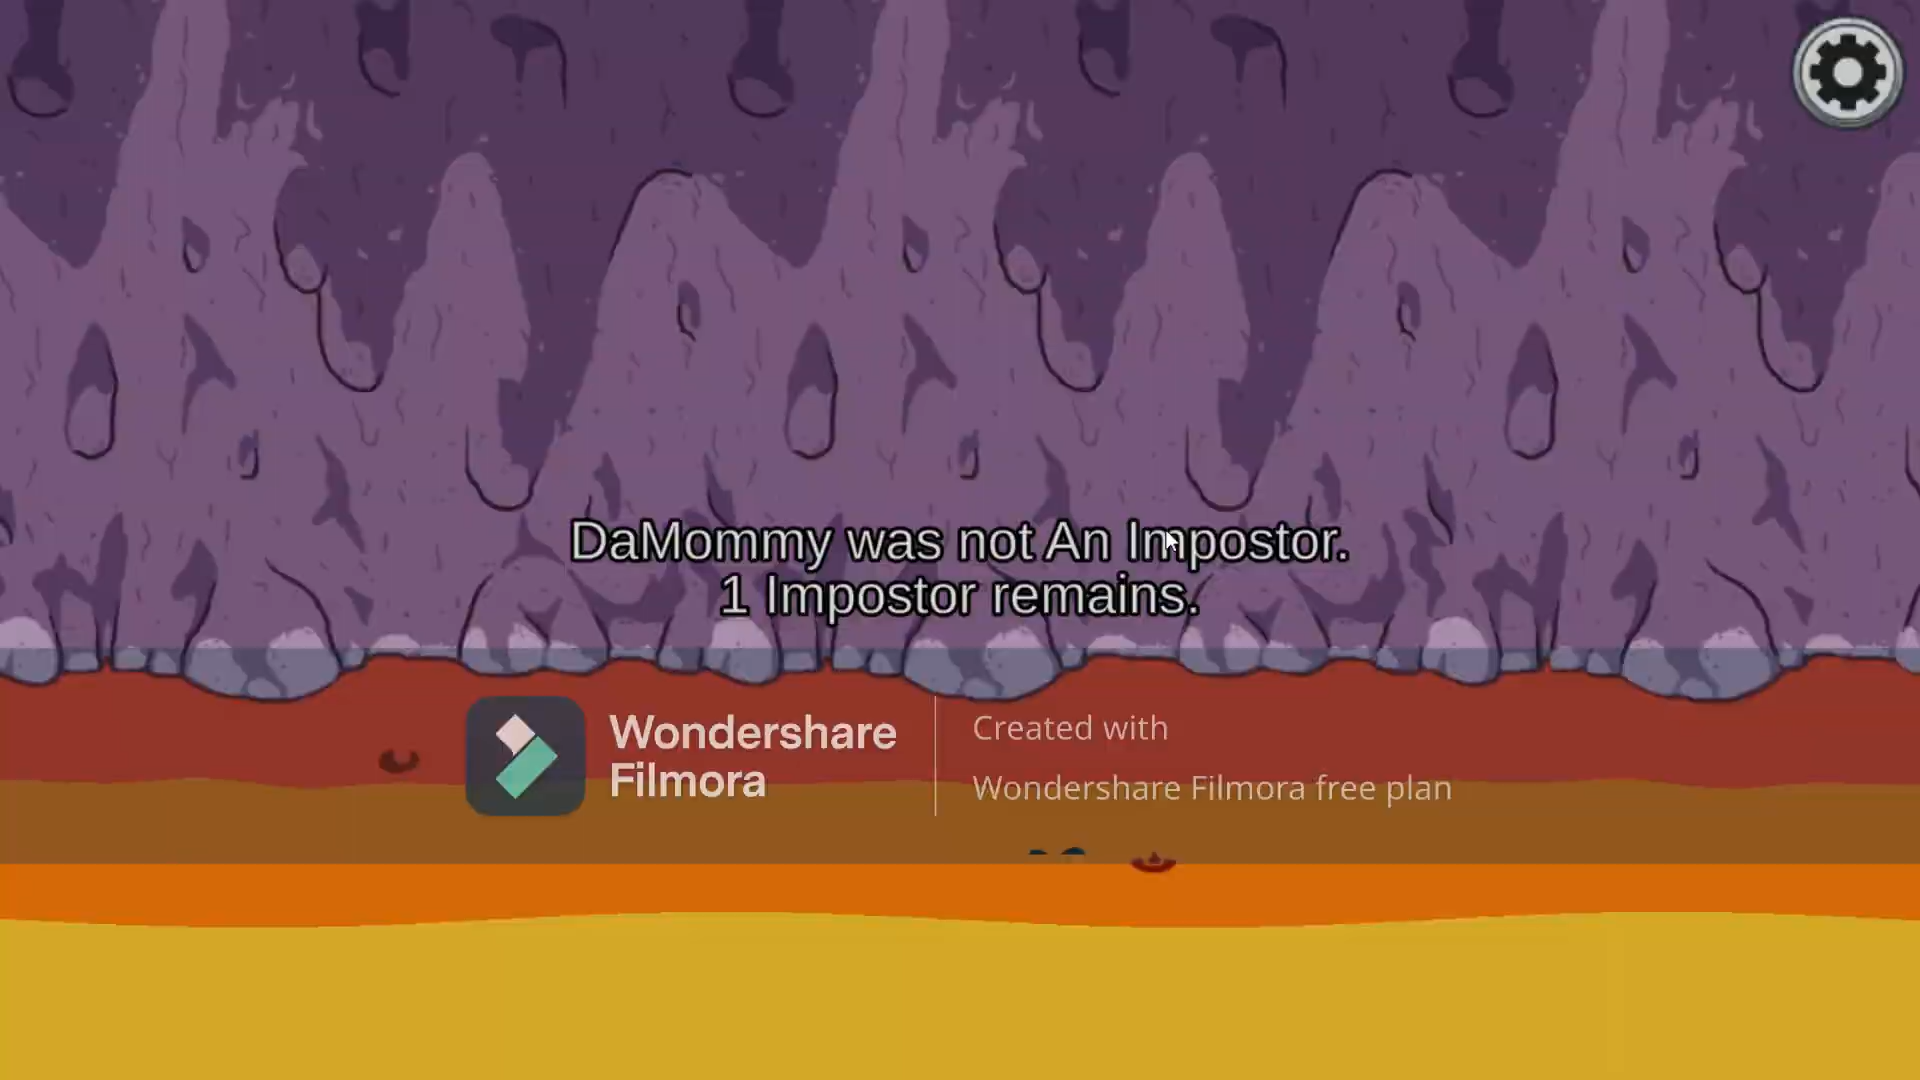 DaMommy was not An Impostor.
1 Impostor remains.
Wondershare
Filmora
Created with
Wondershare Filmora free plan